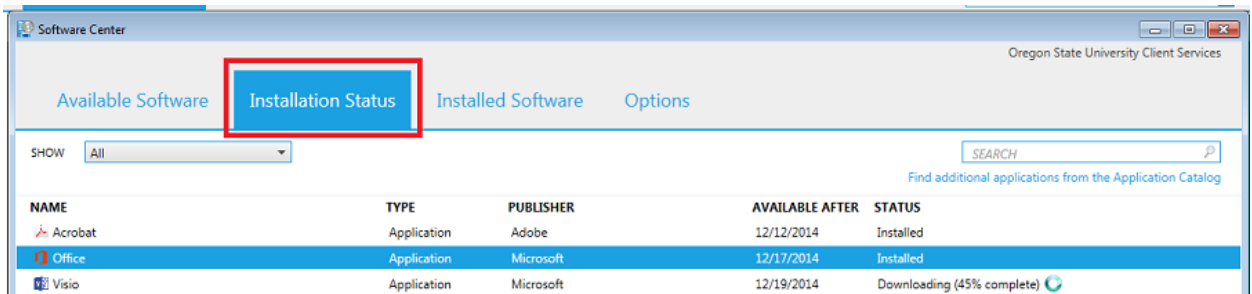 Software Center
Oregon State University Client Services
Available Software Installation Status Installed Software Options
SHOW All SEARCH
Find additional applications from the Application Catalog
NAME TYPE PUBLISHER AVAILABLE AFTER STATUS
Acrobat Application Adobe 12/12/2014 Installed
Office Application Microsoft 12/17/2014 Installed
Visio Application Microsoft 12/19/2014 Downloading (45% complete)